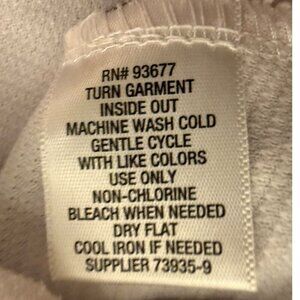 RN# 93677
TURN GARMENT
INSIDE OUT
MACHINE WASH COLD
GENTLE CYCLE
WITH LIKE COLORS
USE ONLY
NON-CHLORINE
BLEACH WHEN NEEDED
DRY FLAT
COOL IRON IF NEEDED
SUPPLIER 73935-9